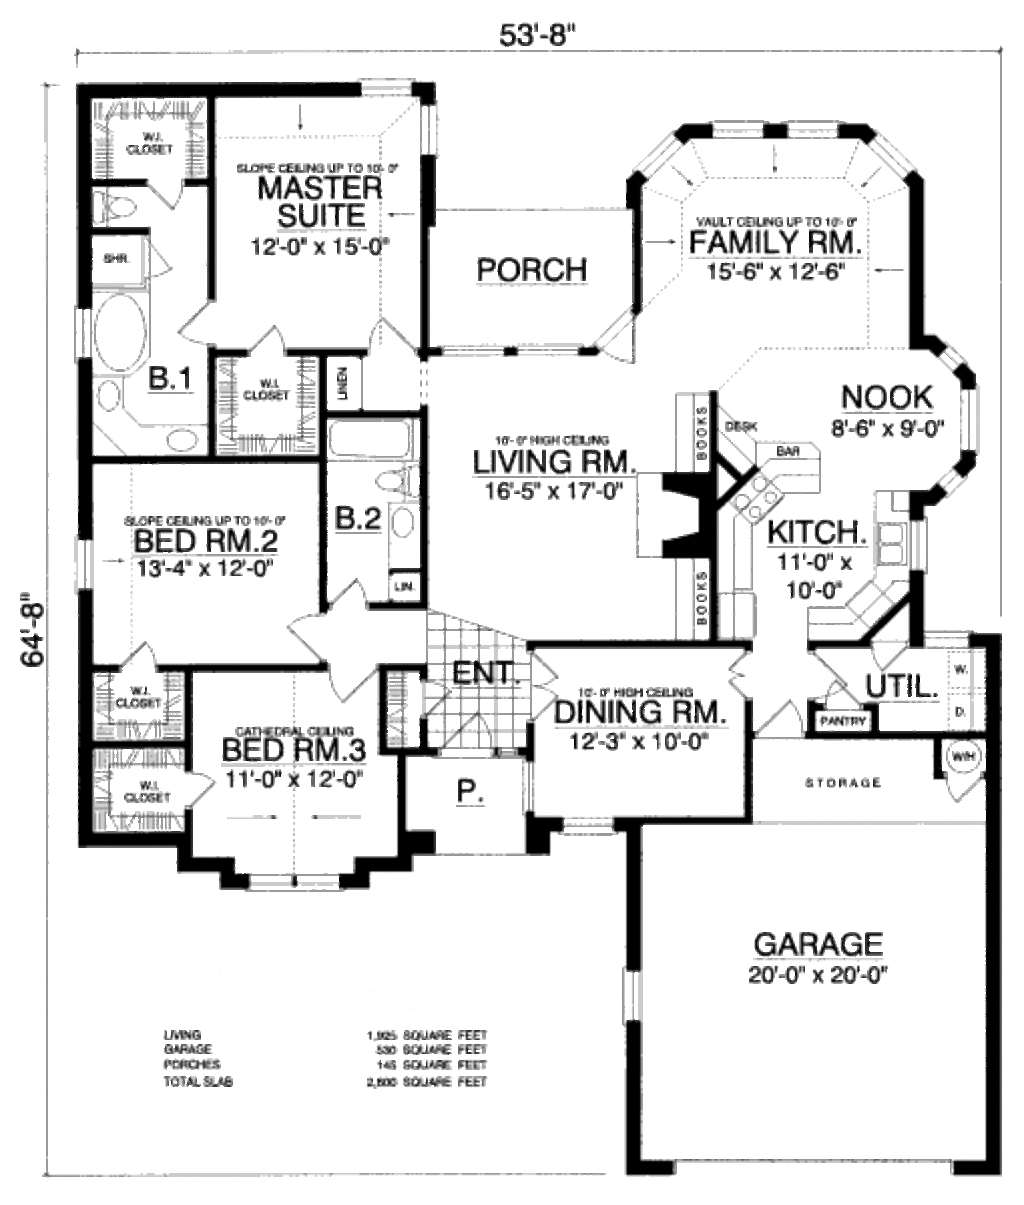 53'-8"
64'-8"
W.I.
CLOSET
SLOPE CEILING UP TO 10'-0"
MASTER
SUITE
12'-0" x 15'-0"
SHR.
B.1
W.I.
CLOSET
LINEN
PORCH
VAULT CEILING UP TO 10'-0"
FAMILY RM.
15'-6" x 12'-6"
NOOK
8'-6" x 9'-0"
BOOKS
DESK
BAR
10'-0" HIGH CEILING
LIVING RM.
16'-5" x 17'-0"
KITCH.
11'-0" x
10'-0"
BOOKS
SLOPE CEILING UP TO 10'-0"
BED RM.2
13'-4" x 12'-0"
B.2
LIN.
ENT.
W.I.
CLOSET
CATHEDRAL CEILING
BED RM.3
11'-0" x 12'-0"
W.I.
CLOSET
P.
10'-0" HIGH CEILING
DINING RM.
12'-3" x 10'-0"
UTIL.
W.
D.
PANTRY
W/H
STORAGE
GARAGE
20'-0" x 20'-0"
LIVING 1,925 SQUARE FEET
GARAGE 530 SQUARE FEET
PORCHES 145 SQUARE FEET
TOTAL SLAB 2,600 SQUARE FEET